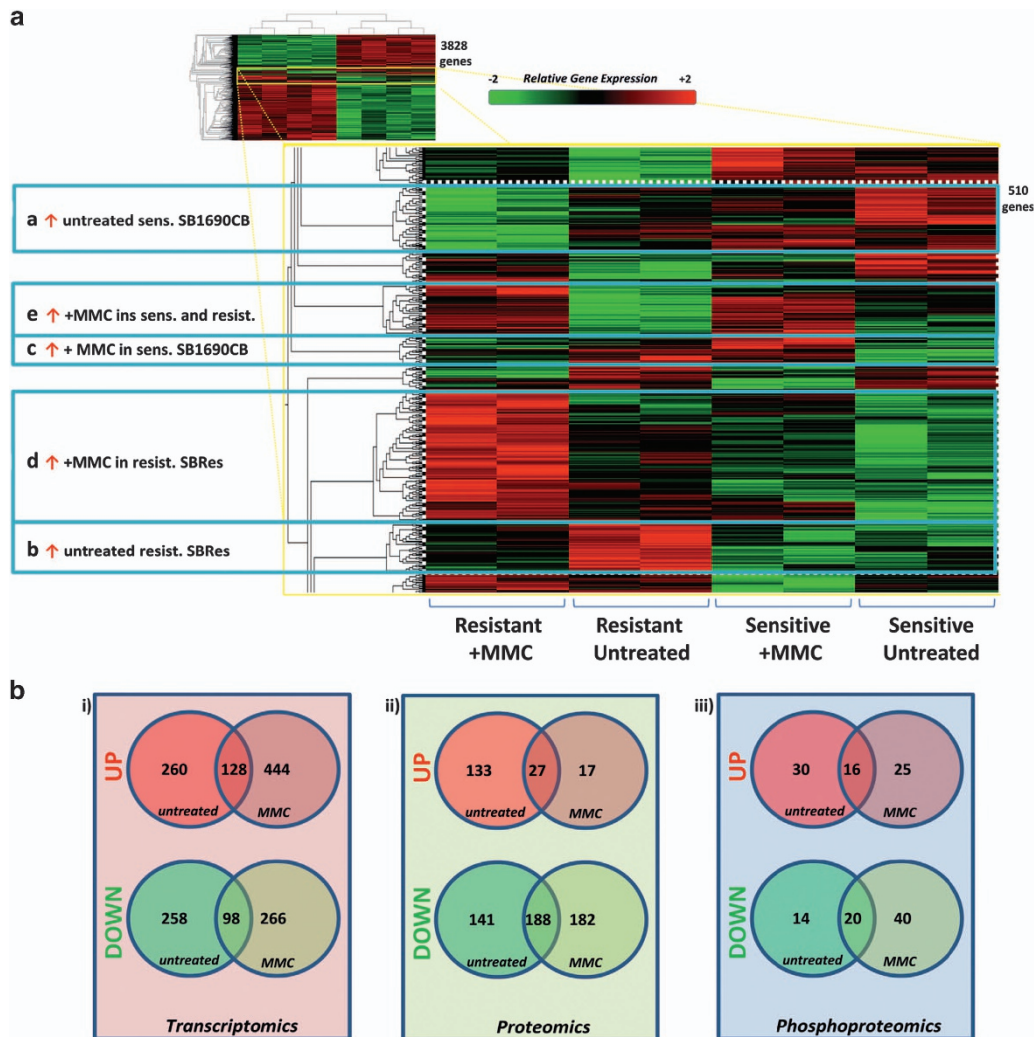 a
3828
genes
-2 Relative Gene Expression +2
510
genes
a ↑ untreated sens. SB1690CB
e ↑ +MMC ins sens. and resist.
c ↑ + MMC in sens. SB1690CB
d ↑ +MMC in resist. SBRes
b ↑ untreated resist. SBRes
Resistant
+MMC
Resistant
Untreated
Sensitive
+MMC
Sensitive
Untreated
b
i)
UP
260 128 444
untreated MMC
DOWN
258 98 266
untreated MMC
Transcriptomics
ii)
UP
133 27 17
untreated MMC
DOWN
141 188 182
untreated MMC
Proteomics
iii)
UP
30 16 25
untreated MMC
DOWN
14 20 40
untreated MMC
Phosphoproteomics